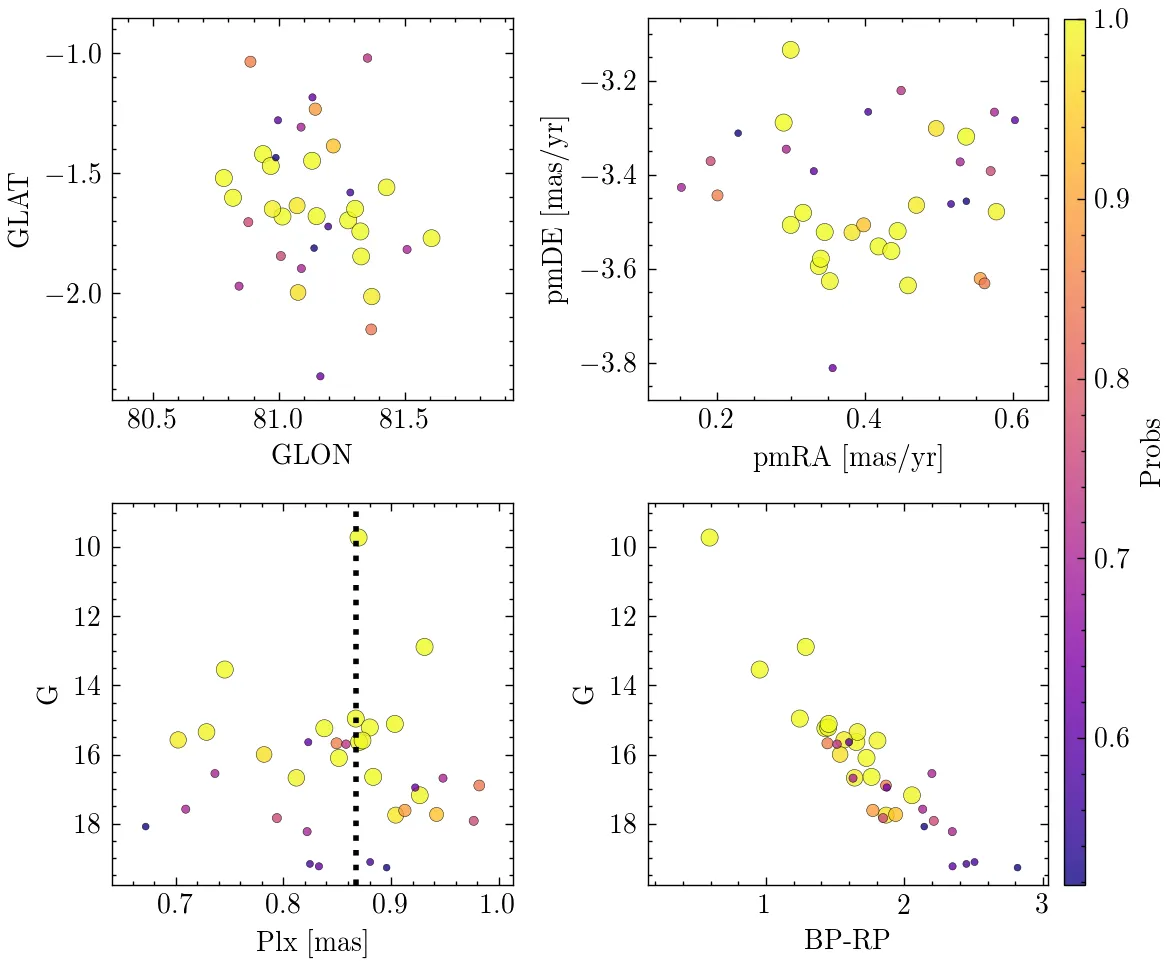 −1.0
−1.5
−2.0
GLAT
80.5 81.0 81.5
GLON
−3.2
−3.4
−3.6
−3.8
pmDE [mas/yr]
0.2 0.4 0.6
pmRA [mas/yr]
10
12
14
16
18
G
0.7 0.8 0.9 1.0
Plx [mas]
10
12
14
16
18
G
1 2 3
BP-RP
1.0
0.9
0.8
0.7
0.6
Probs